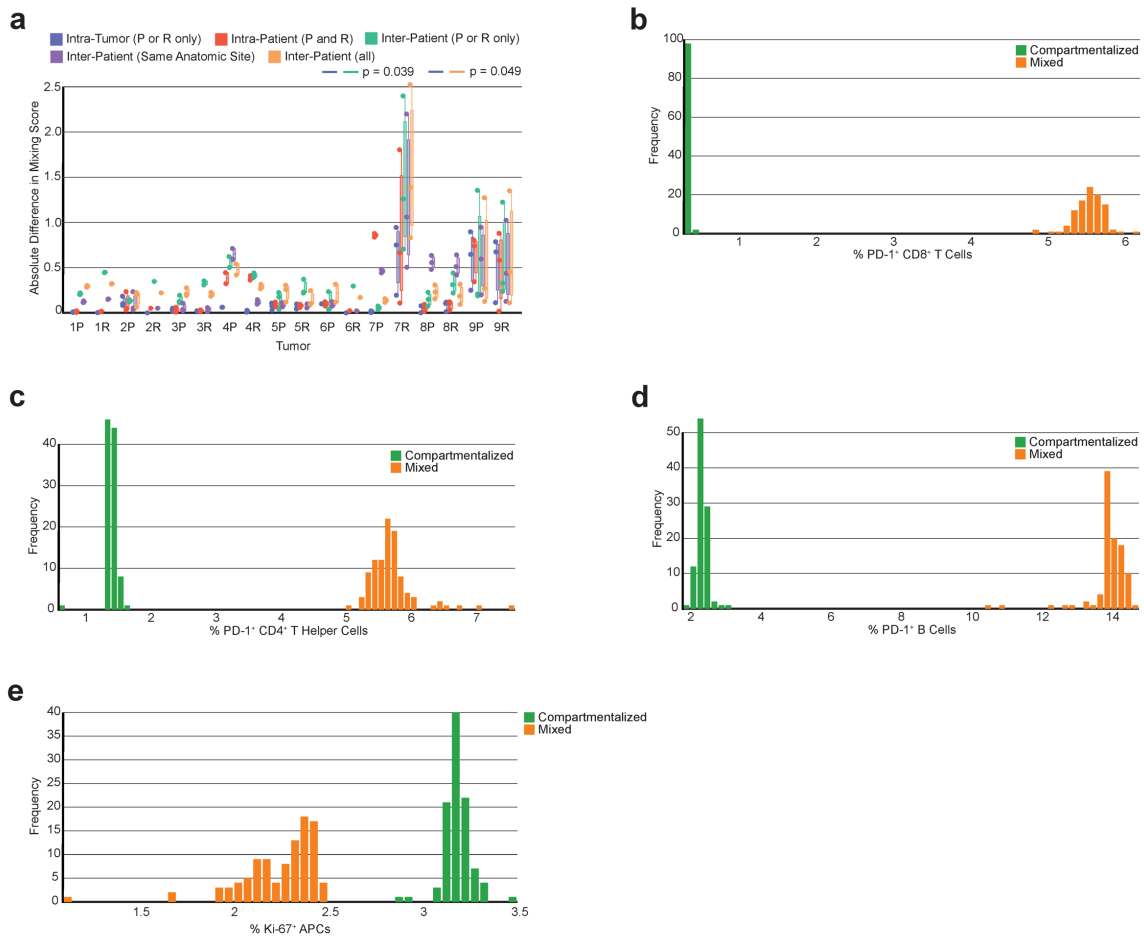 a
Intra-Tumor (P or R only) Intra-Patient (P and R) Inter-Patient (P or R only)
Inter-Patient (Same Anatomic Site) Inter-Patient (all)
p = 0.039 p = 0.049
Absolute Difference in Mixing Score
2.5
2.0
1.5
1.0
0.5
0
1P 1R 2P 2R 3P 3R 4P 4R 5P 5R 6P 6R 7P 7R 8P 8R 9P 9R
Tumor
b
Compartmentalized
Mixed
Frequency
100
80
60
40
20
0
1 2 3 4 5 6
% PD-1⁺ CD8⁺ T Cells
c
Compartmentalized
Mixed
Frequency
40
30
20
10
0
1 2 3 4 5 6 7
% PD-1⁺ CD4⁺ T Helper Cells
d
Compartmentalized
Mixed
Frequency
50
40
30
20
10
0
2 4 6 8 10 12 14
% PD-1⁺ B Cells
e
Compartmentalized
Mixed
Frequency
40
35
30
25
20
15
10
5
0
1.5 2 2.5 3 3.5
% Ki-67⁺ APCs